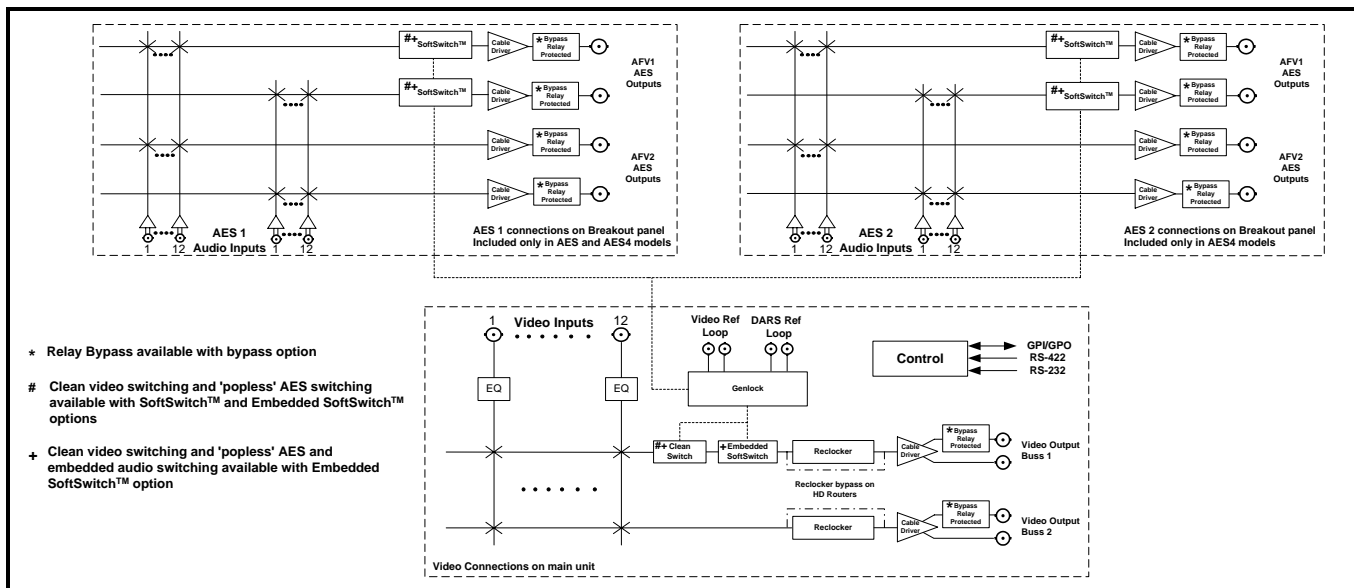 #+SoftSwitch™
Cable Driver
*Bypass Relay Protected
AFV1 AES Outputs
#+SoftSwitch™
Cable Driver
*Bypass Relay Protected
Cable Driver
*Bypass Relay Protected
AFV2 AES Outputs
Cable Driver
*Bypass Relay Protected
AES 1
Audio Inputs
1 12 1 12
AES 1 connections on Breakout panel
Included only in AES and AES4 models
#+SoftSwitch™
Cable Driver
*Bypass Relay Protected
AFV1 AES Outputs
#+SoftSwitch™
Cable Driver
*Bypass Relay Protected
Cable Driver
*Bypass Relay Protected
AFV2 AES Outputs
Cable Driver
*Bypass Relay Protected
AES 2
Audio Inputs
1 12 1 12
AES 2 connections on Breakout panel
Included only in AES4 models
* Relay Bypass available with bypass option
# Clean video switching and 'popless' AES switching
available with SoftSwitch™ and Embedded SoftSwitch™
options
+ Clean video switching and 'popless' AES and
embedded audio switching available with Embedded
SoftSwitch™ option
1 Video Inputs 12
Video Ref Loop
DARS Ref Loop
EQ
EQ
Genlock
Control
GPI/GPO
RS-422
RS-232
#+Clean Switch
+Embedded SoftSwitch
Reclocker
Cable Driver
*Bypass Relay Protected
Video Output
Buss 1
Reclocker bypass on
HD Routers
Reclocker
Cable Driver
*Bypass Relay Protected
Video Output
Buss 2
Video Connections on main unit